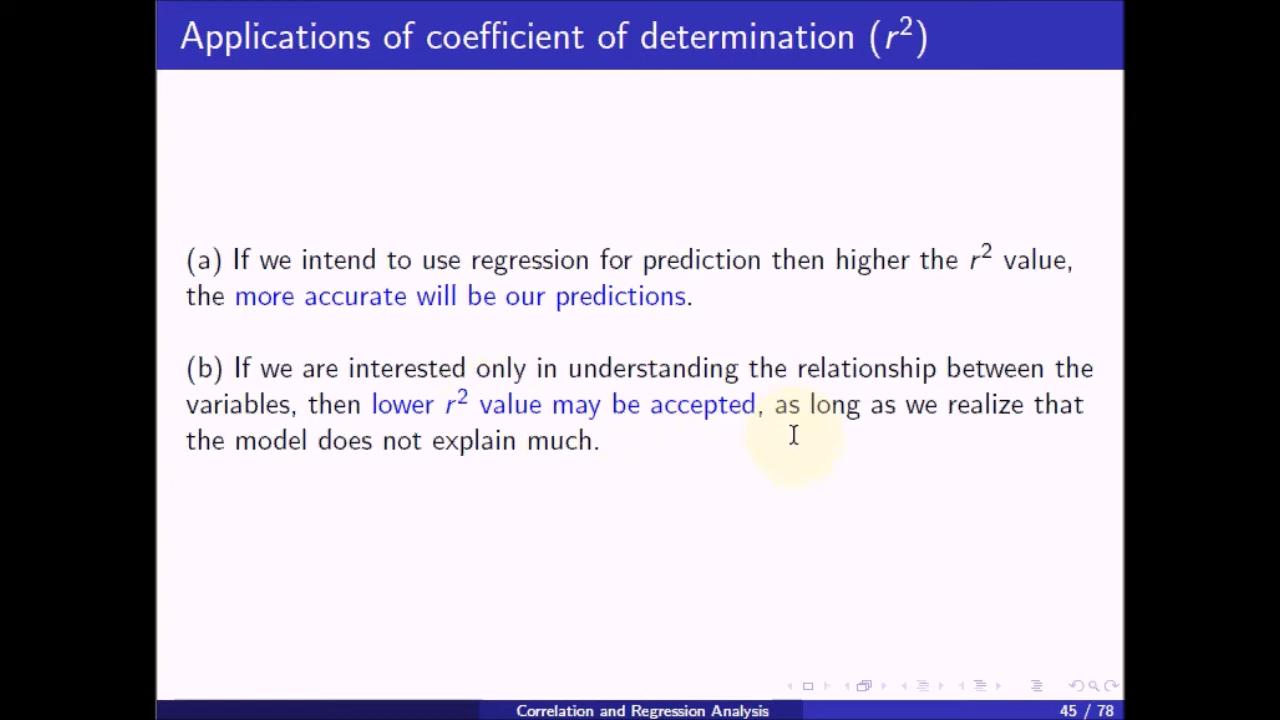 Applications of coefficient of determination (r²)
(a) If we intend to use regression for prediction then higher the r² value,
the more accurate will be our predictions.
(b) If we are interested only in understanding the relationship between the
variables, then lower r² value may be accepted, as long as we realize that
the model does not explain much.
Correlation and Regression Analysis
45 / 78